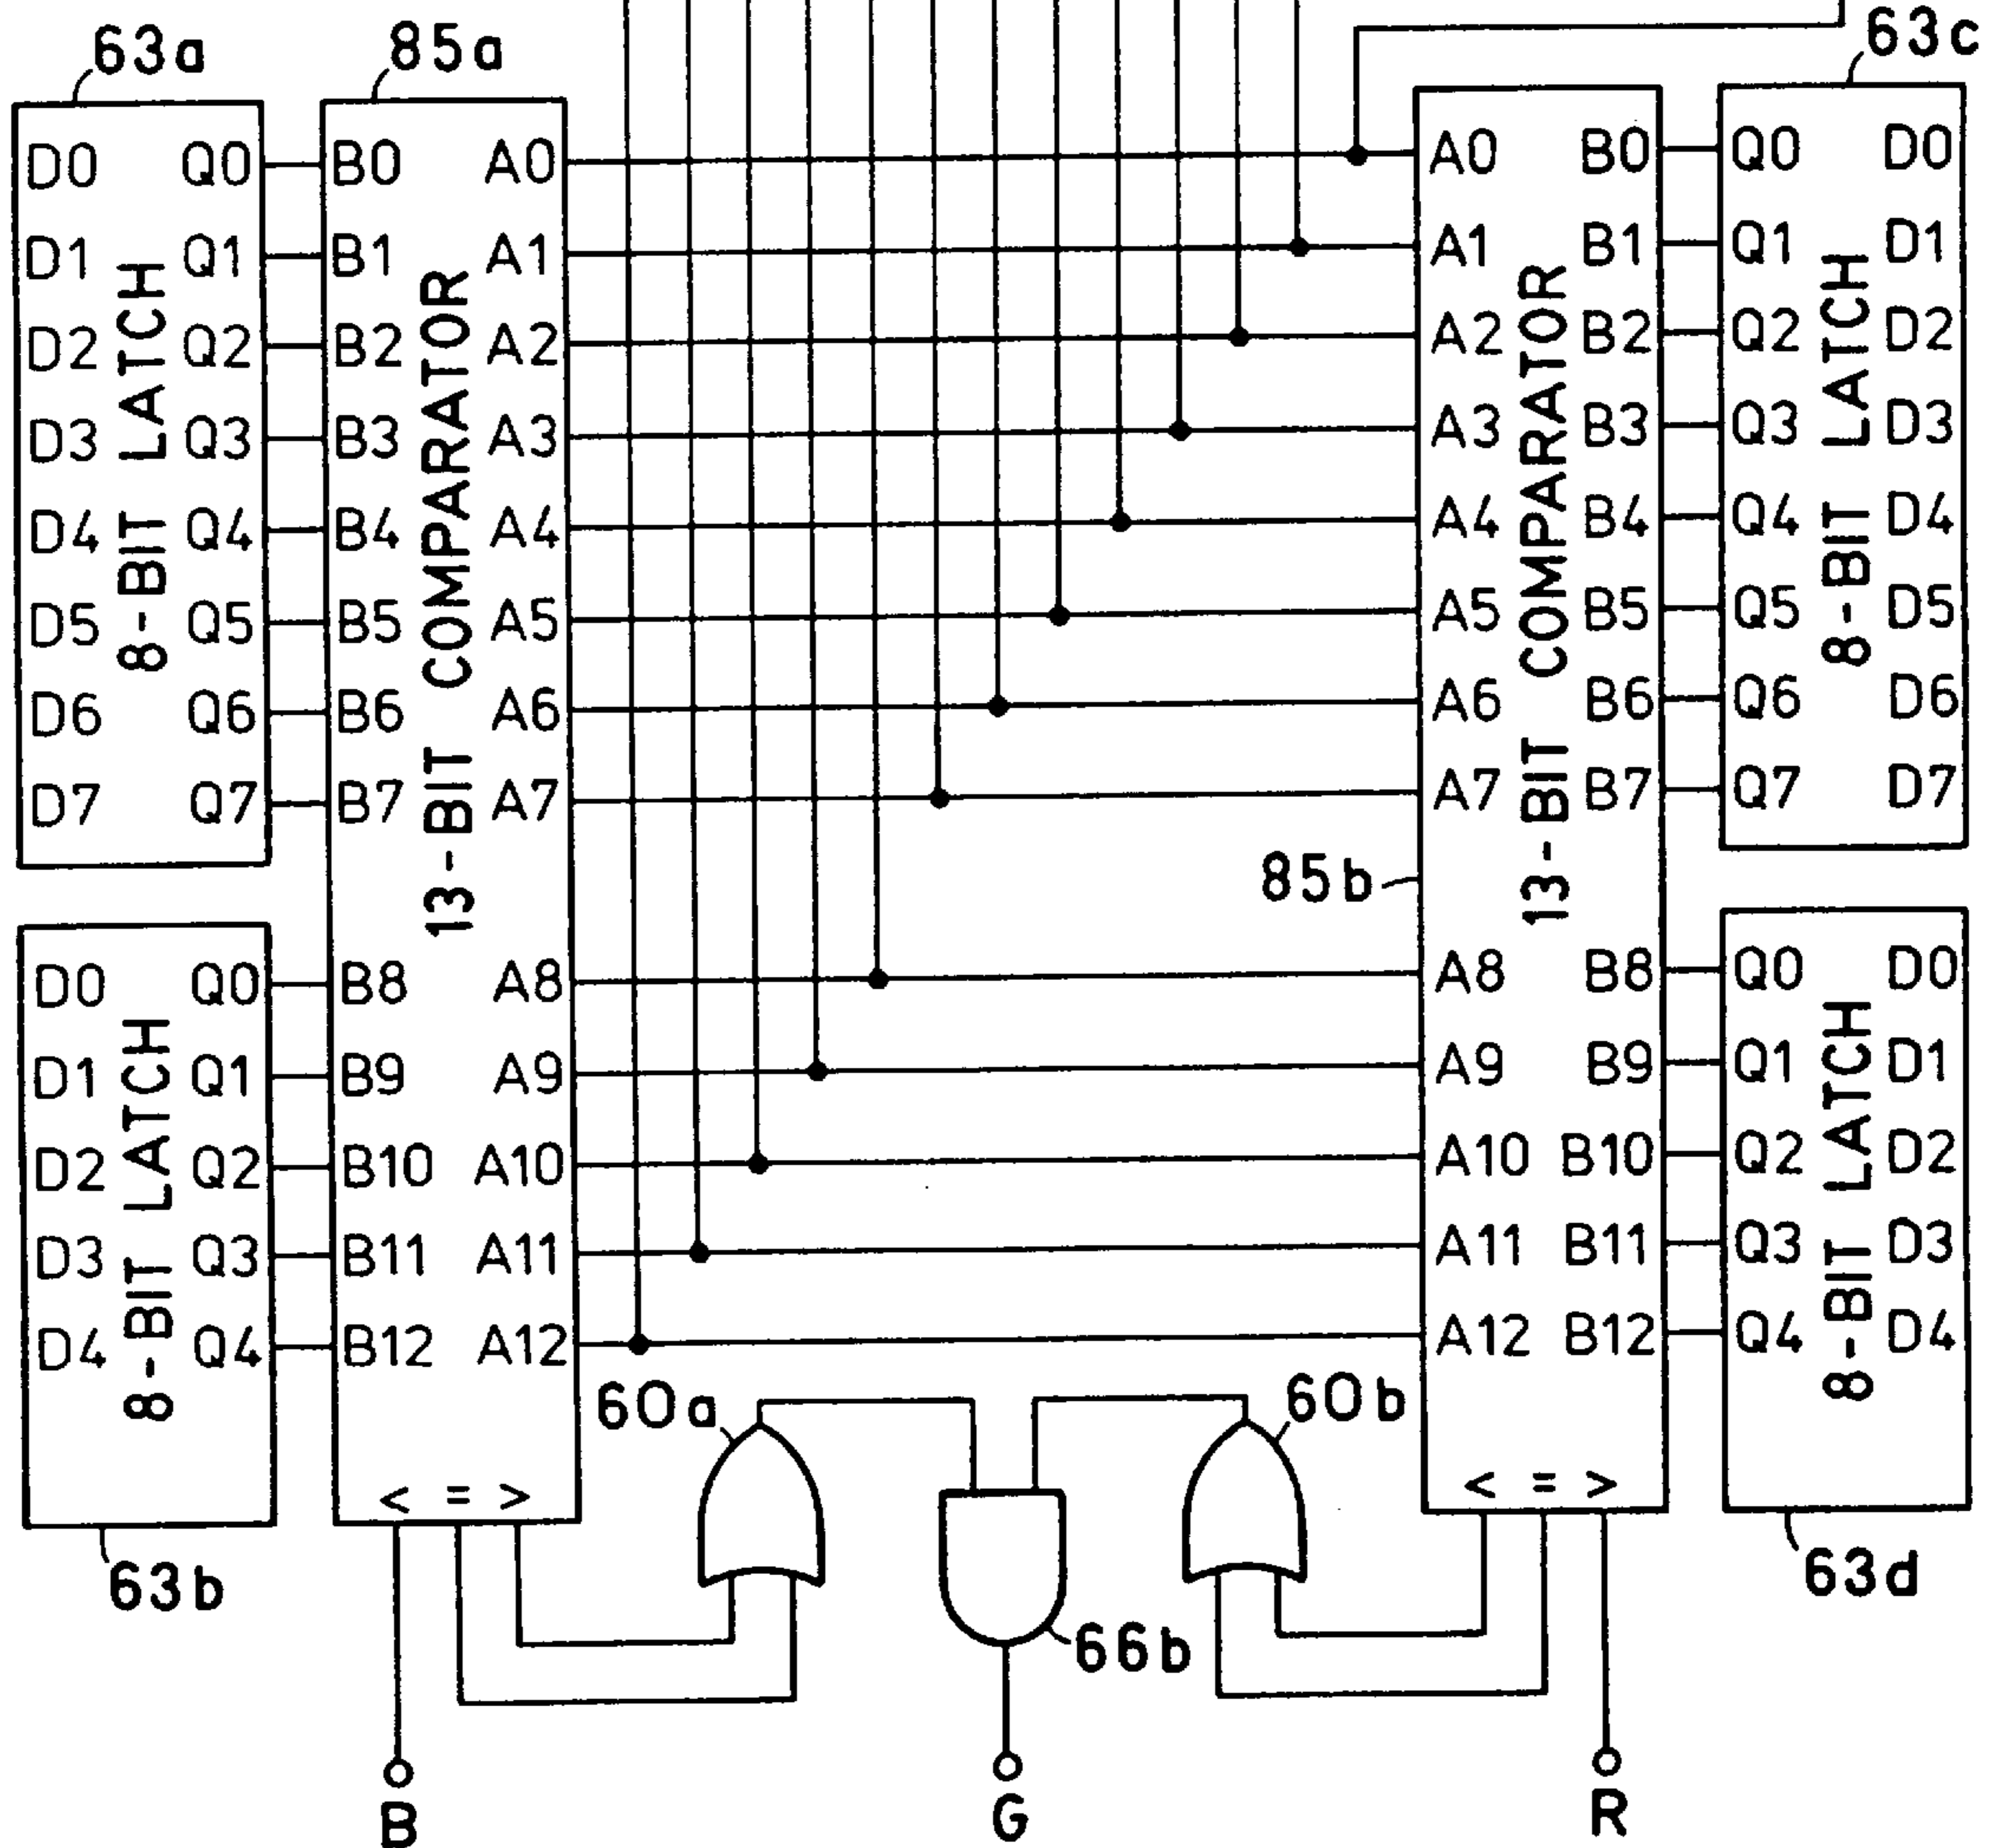 63a 85a 63c
D0 Q0 B0 A0 A0 B0 Q0 D0
D1 Q1 B1 A1 A1 B1 Q1 D1
D2 Q2 B2 A2 A2 B2 Q2 D2
D3 Q3 B3 A3 A3 B3 Q3 D3
D4 Q4 B4 A4 A4 B4 Q4 D4
D5 Q5 B5 A5 A5 B5 Q5 D5
D6 Q6 B6 A6 A6 B6 Q6 D6
D7 Q7 B7 A7 A7 B7 Q7 D7
8-BIT LATCH
13-BIT COMPARATOR
13-BIT COMPARATOR
8-BIT LATCH
85b
D0 Q0 B8 A8 A8 B8 Q0 D0
D1 Q1 B9 A9 A9 B9 Q1 D1
D2 Q2 B10 A10 A10 B10 Q2 D2
D3 Q3 B11 A11 A11 B11 Q3 D3
D4 Q4 B12 A12 A12 B12 Q4 D4
8-BIT LATCH
8-BIT LATCH
60a 60b
< = > < = >
63b 66b 63d
B G R